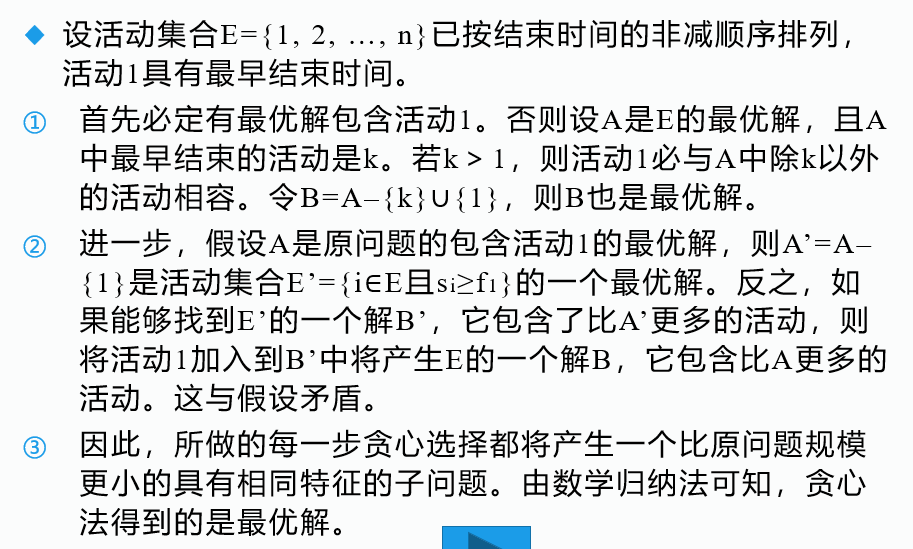 ◆ 设活动集合E={1, 2, …, n}已按结束时间的非减顺序排列，
活动1具有最早结束时间。
① 首先必定有最优解包含活动1。否则设A是E的最优解，且A
中最早结束的活动是k。若k > 1，则活动1必与A中除k以外
的活动相容。令B=A–{k}∪{1}，则B也是最优解。
② 进一步，假设A是原问题的包含活动1的最优解，则A’=A–
{1}是活动集合E’={i∈E且si≥f1}的一个最优解。反之，如
果能够找到E’的一个解B’，它包含了比A’更多的活动，则
将活动1加入到B’中将产生E的一个解B，它包含比A更多的
活动。这与假设矛盾。
③ 因此，所做的每一步贪心选择都将产生一个比原问题规模
更小的具有相同特征的子问题。由数学归纳法可知，贪心
法得到的是最优解。